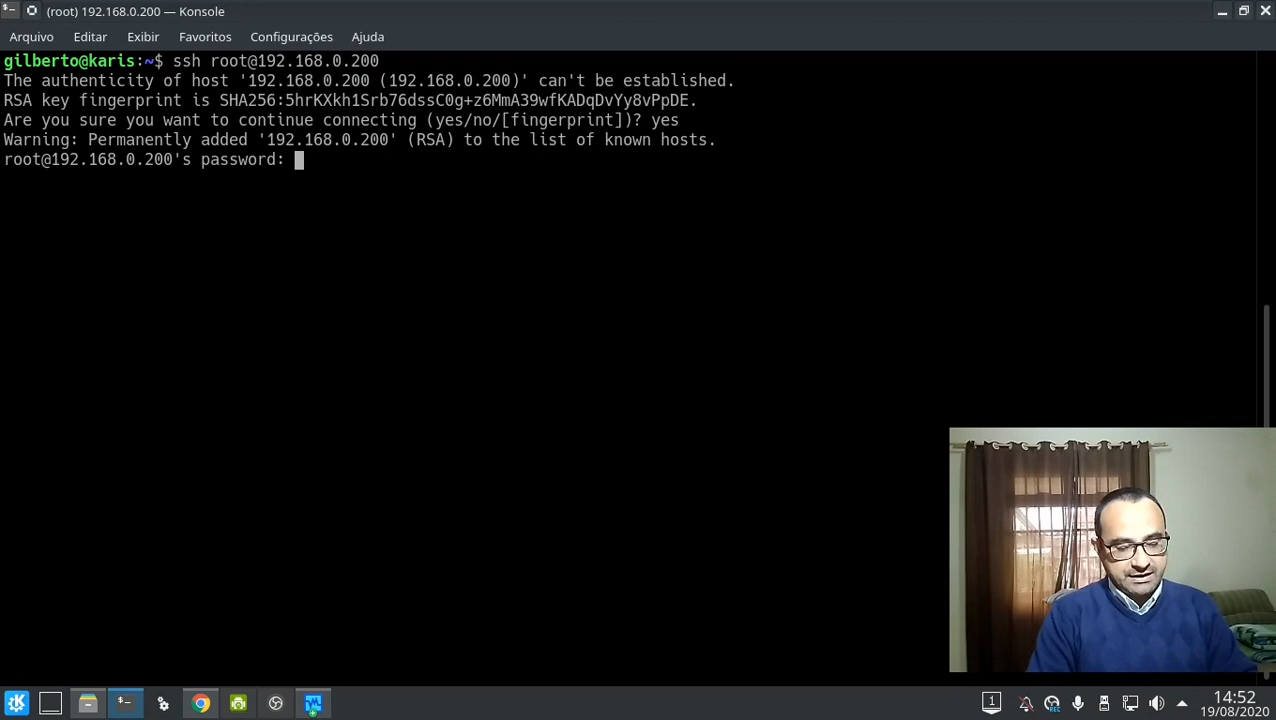 (root) 192.168.0.200 — Konsole
Arquivo Editar Exibir Favoritos Configurações Ajuda
gilberto@karis:~$ ssh root@192.168.0.200
The authenticity of host '192.168.0.200 (192.168.0.200)' can't be established.
RSA key fingerprint is SHA256:5hrKXkh1Srb76dssC0g+z6MmA39wfKADqDvYy8vPpDE.
Are you sure you want to continue connecting (yes/no/[fingerprint])? yes
Warning: Permanently added '192.168.0.200' (RSA) to the list of known hosts.
root@192.168.0.200's password:
1
REC
14:52
19/08/2020